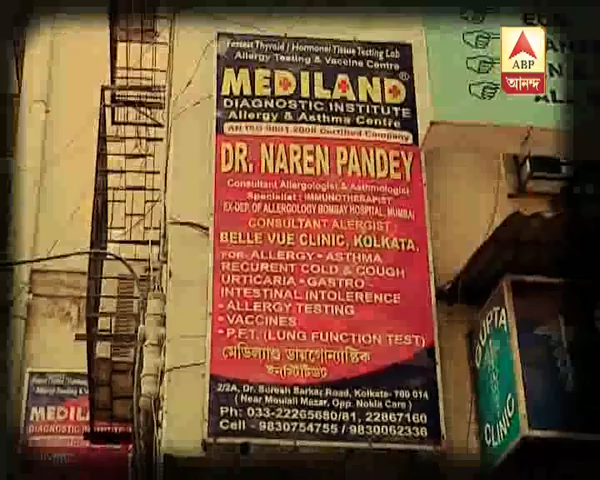 Fastest Thyroid / Hormonel Tissue Testing Lab
Allergy Testing & Vaccine Centre
MEDILAND®
DIAGNOSTIC INSTITUTE
Allergy & Asthma Centre
AN ISO 9001:2008 Certified Company
DR. NAREN PANDEY
Consultant Allergologist & Asthmologist
Specialist : IMMUNOTHERAPIST
EX-DEP. OF ALLERGOLOGY BOMBAY HOSPITAL, MUMBAI
CONSULTANT ALERGIST
BELLE VUE CLINIC, KOLKATA.
FOR- ALLERGY • ASTHMA
RECURENT COLD & COUGH
URTICARIA • GASTRO -
INTESTINAL INTOLERENCE
• ALLERGY TESTING
• VACCINES
• P.F.T. (LUNG FUNCTION TEST)
মেডিল্যাণ্ড ডায়গোন্যাস্তিক
ইনস্টিটিউট
2/2A, Dr. Suresh Sarkar Road, Kolkata- 700 014
( Near Moulali Mazar, Opp. Nokia Care )
Ph: 033-22265680/81, 22867160
Cell - 9830754755 / 9830062338
ABP
আনন্দ
GUPTA
CLINIC
MEDILA
DIAGNOSTIC INSTITU